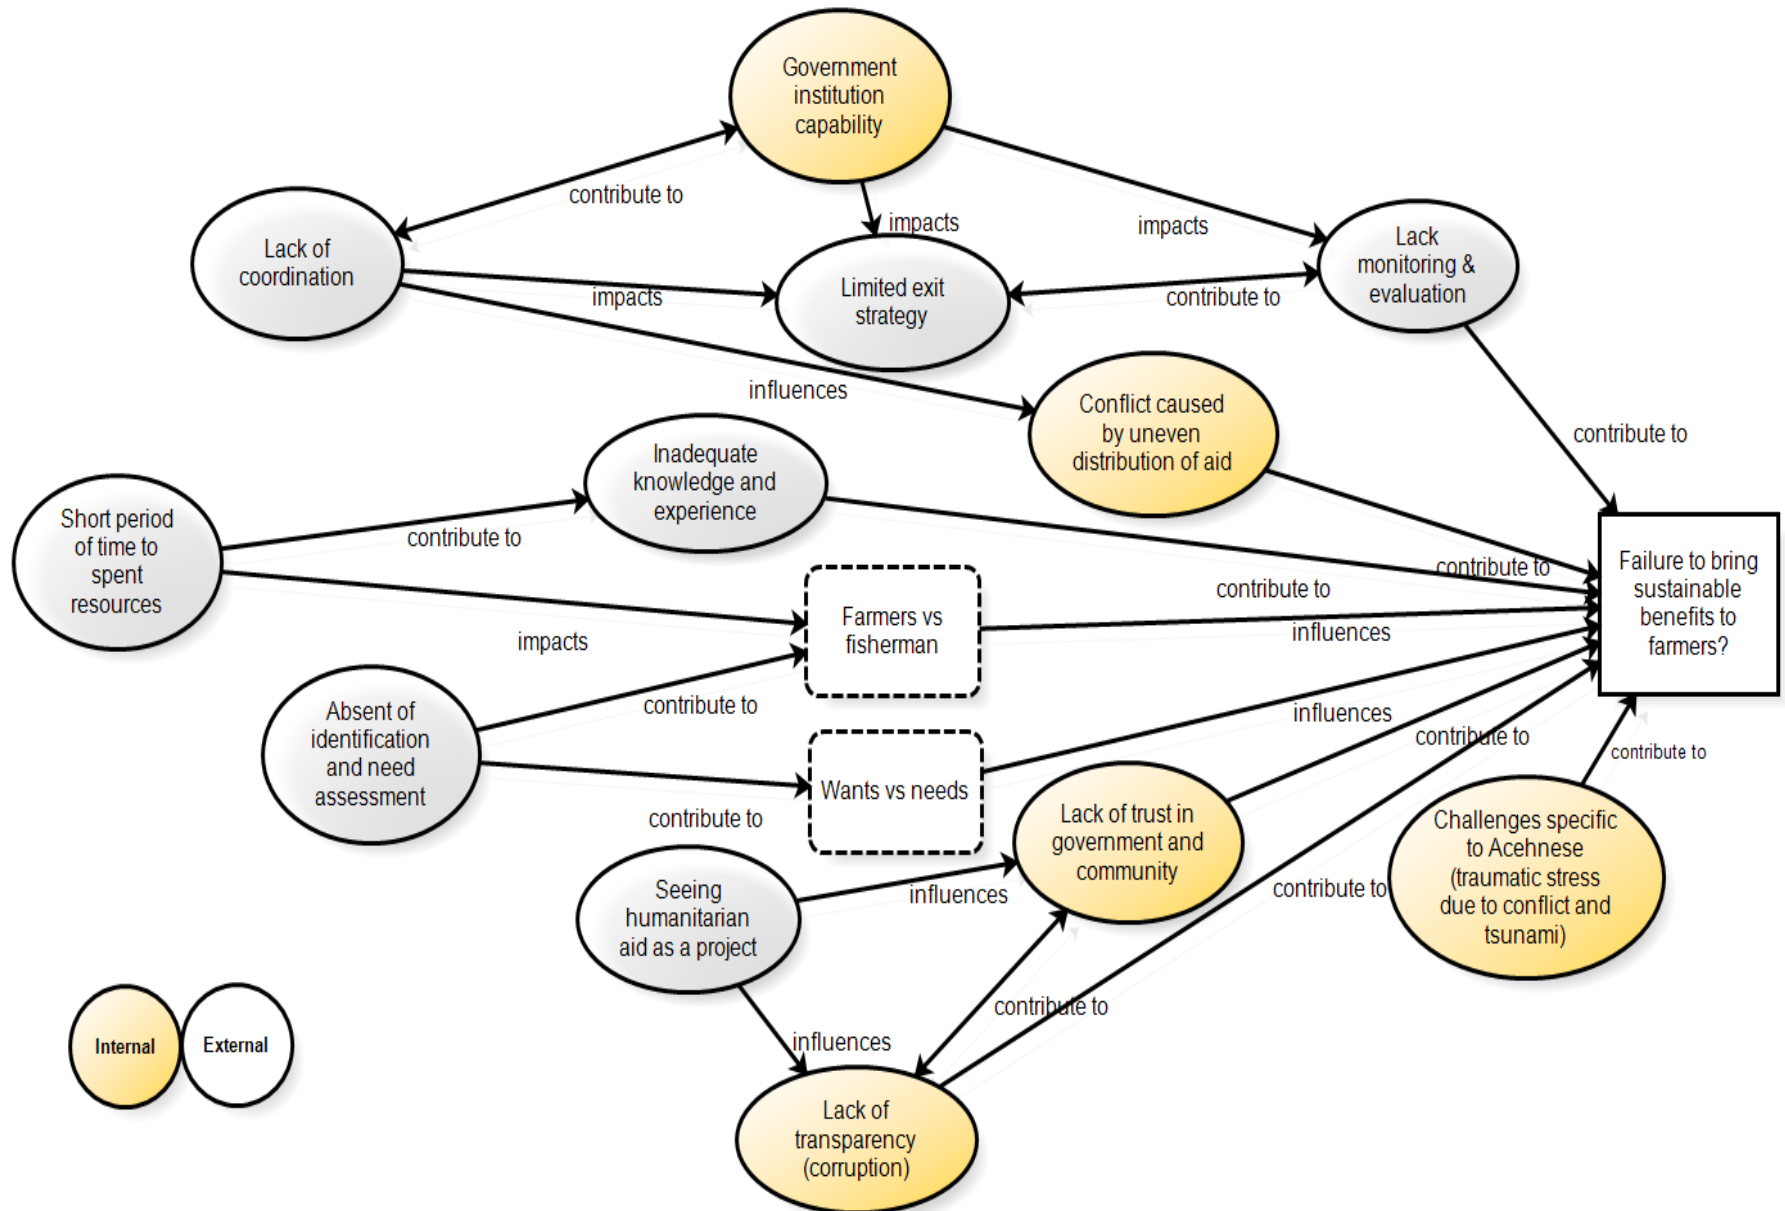 Government
institution
capability
contribute to
impacts
impacts
Lack of
coordination
Lack
monitoring &
evaluation
impacts
Limited exit
strategy
contribute to
influences
Conflict caused
by uneven
distribution of aid
contribute to
Inadequate
knowledge and
experience
Short period
of time to
spent
resources
contribute to
contribute to
contribute to
Failure to bring
sustainable
benefits to
farmers?
Farmers vs
fisherman
influences
impacts
contribute to
Absent of
identification
and need
assessment
influences
contribute to
contribute to
Wants vs needs
contribute to
Lack of trust in
government and
community
Challenges specific
to Acehnese
(traumatic stress
due to conflict and
tsunami)
Seeing
humanitarian
aid as a project
influences
contribute to
contribute to
influences
Internal
External
Lack of
transparency
(corruption)